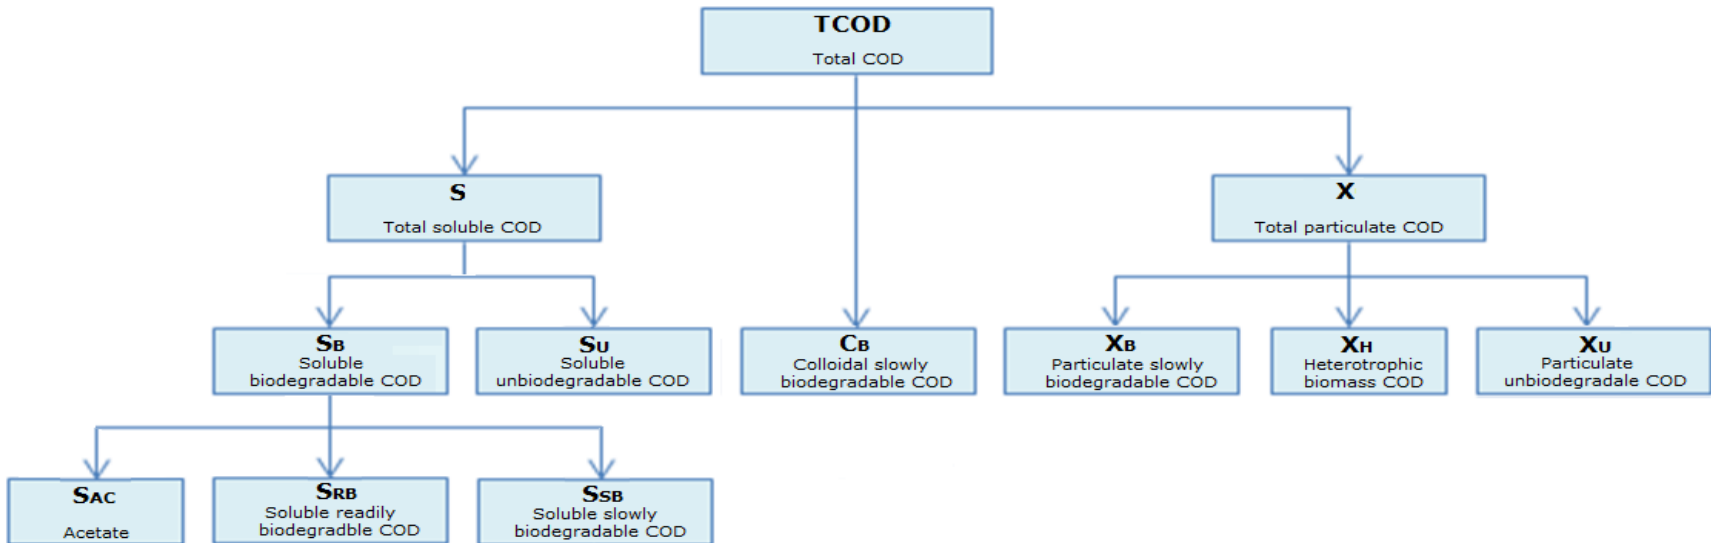 TCOD
Total COD
S
Total soluble COD
X
Total particulate COD
SB
Soluble
biodegradable COD
SU
Soluble
unbiodegradable COD
CB
Colloidal slowly
biodegradable COD
XB
Particulate slowly
biodegradable COD
XH
Heterotrophic
biomass COD
XU
Particulate
unbiodegradale COD
SAC
Acetate
SRB
Soluble readily
biodegradble COD
SSB
Soluble slowly
biodegradable COD